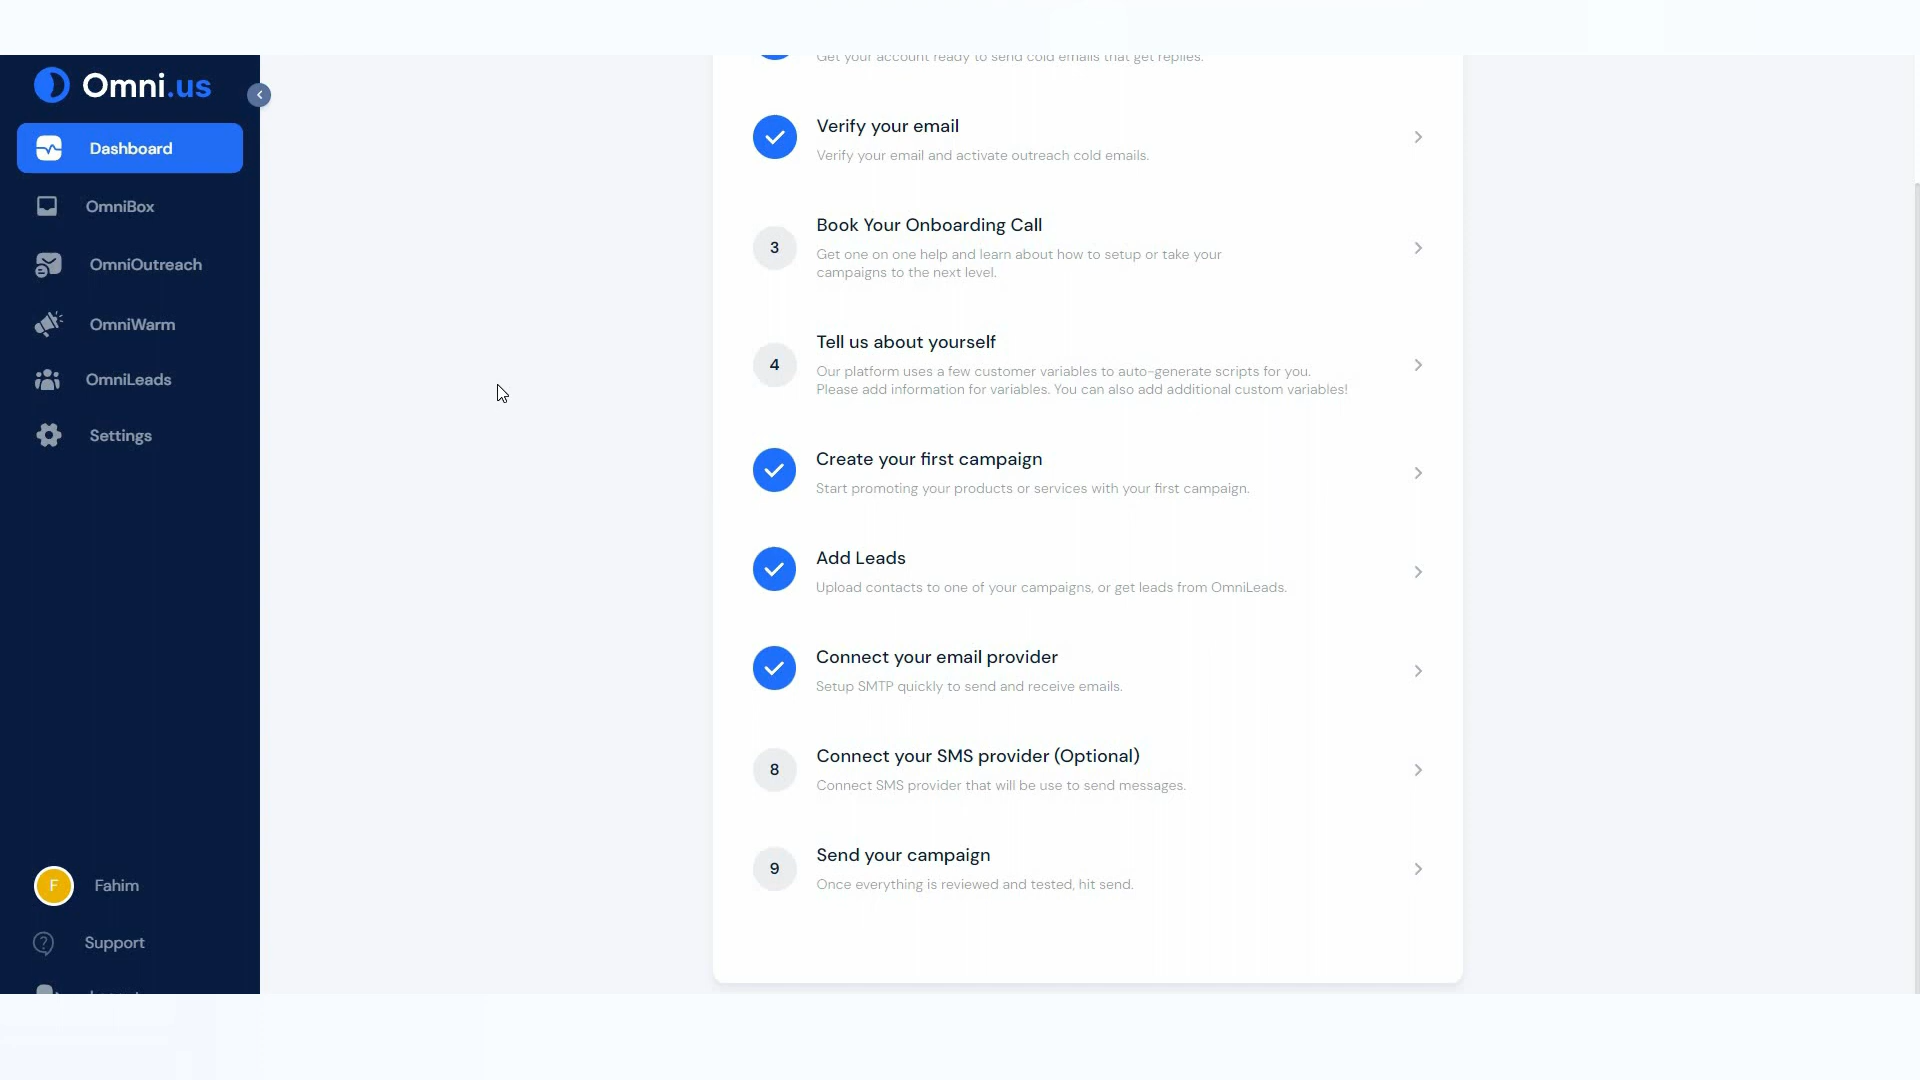 Omni.us
Dashboard
OmniBox
OmniOutreach
OmniWarm
OmniLeads
Settings
F
Fahim
Support
Get your account ready to send cold emails that get replies.
Verify your email
Verify your email and activate outreach cold emails.
3
Book Your Onboarding Call
Get one on one help and learn about how to setup or take your
campaigns to the next level.
4
Tell us about yourself
Our platform uses a few customer variables to auto-generate scripts for you.
Please add information for variables. You can also add additional custom variables!
Create your first campaign
Start promoting your products or services with your first campaign.
Add Leads
Upload contacts to one of your campaigns, or get leads from OmniLeads.
Connect your email provider
Setup SMTP quickly to send and receive emails.
8
Connect your SMS provider (Optional)
Connect SMS provider that will be use to send messages.
9
Send your campaign
Once everything is reviewed and tested, hit send.